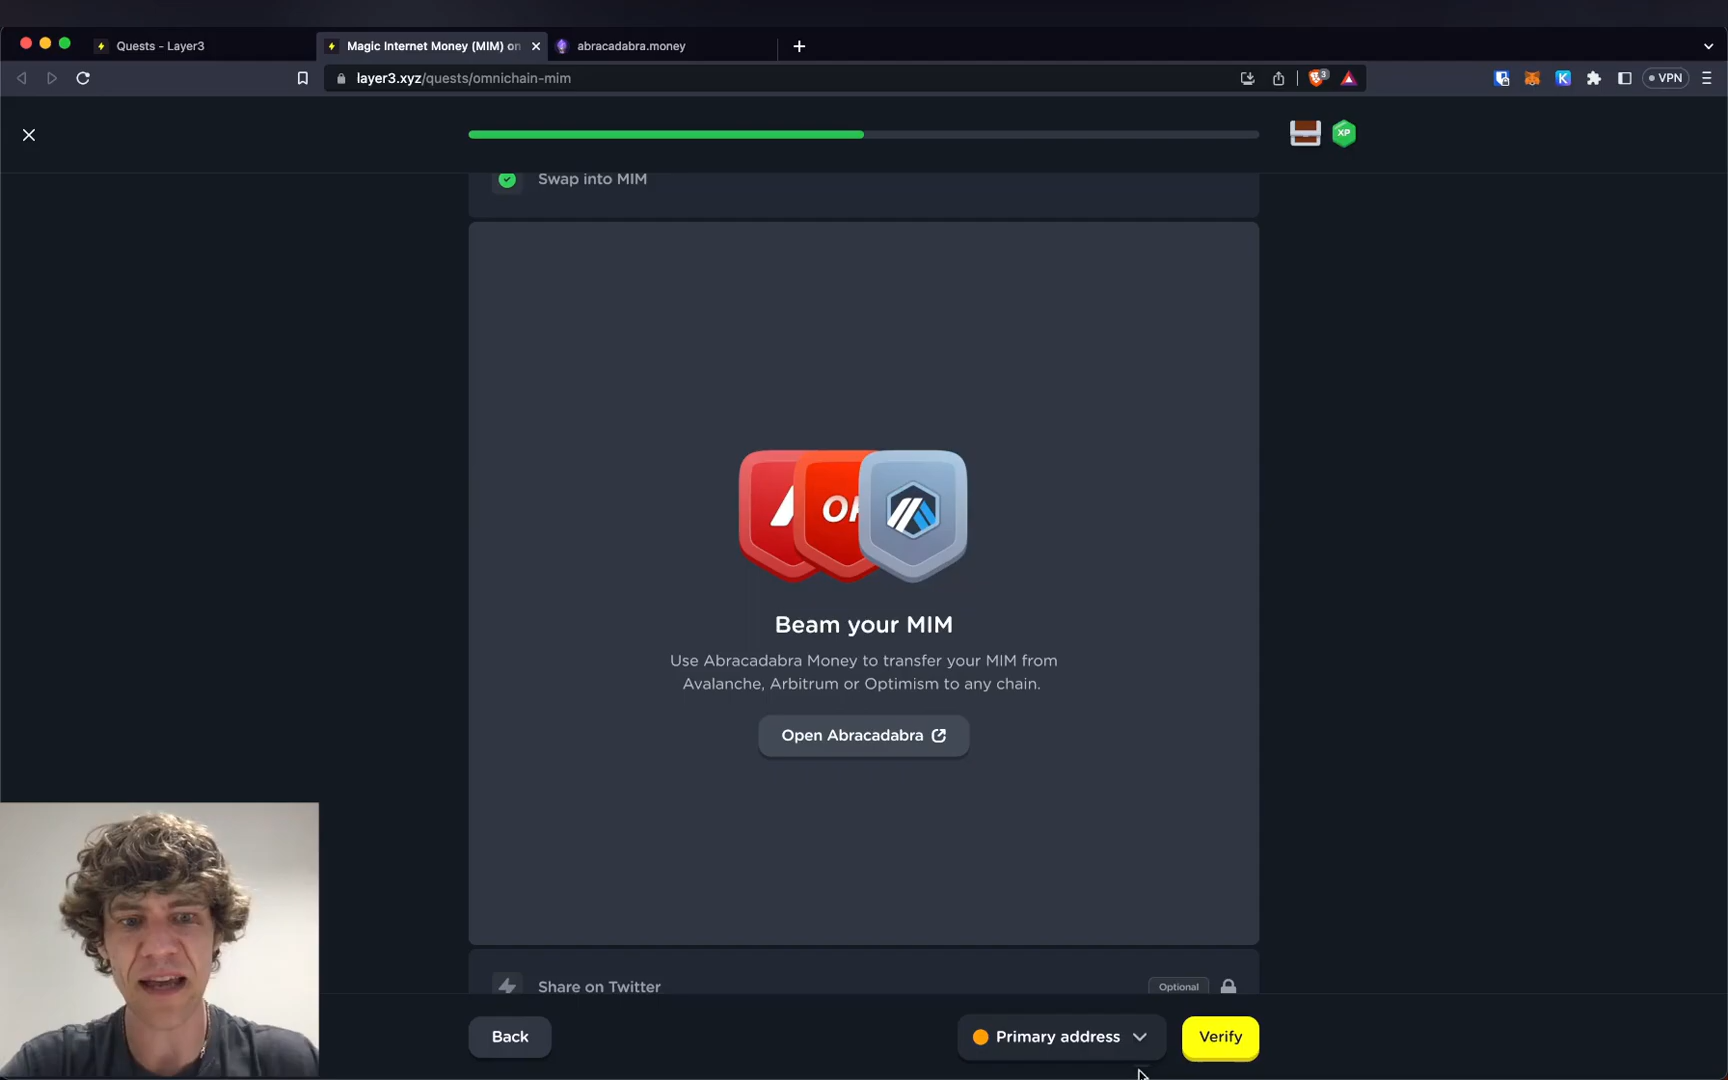 Quests – Layer3
Magic Internet Money (MIM) on
abracadabra.money
layer3.xyz/quests/omnichain-mim
3
K
VPN
XP
Swap into MIM
OP
Beam your MIM
Use Abracadabra Money to transfer your MIM from
Avalanche, Arbitrum or Optimism to any chain.
Open Abracadabra
Share on Twitter
Optional
Back
Primary address
Verify